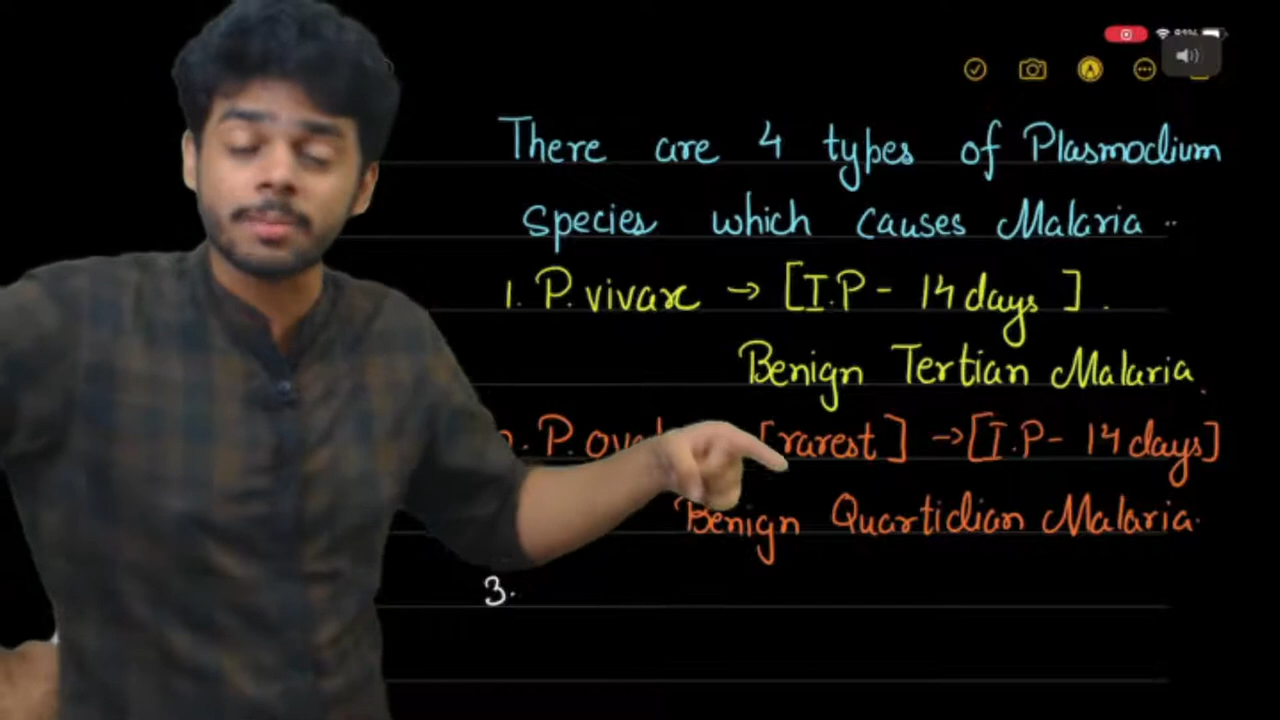 There are 4 types of Plasmodium
Species which causes Malaria ..
1. P. vivax → [I.P - 14 days].
Benign Tertian Malaria.
P. [rarest] → [I.P - 14 days]
Benign Quartidian Malaria.
3.